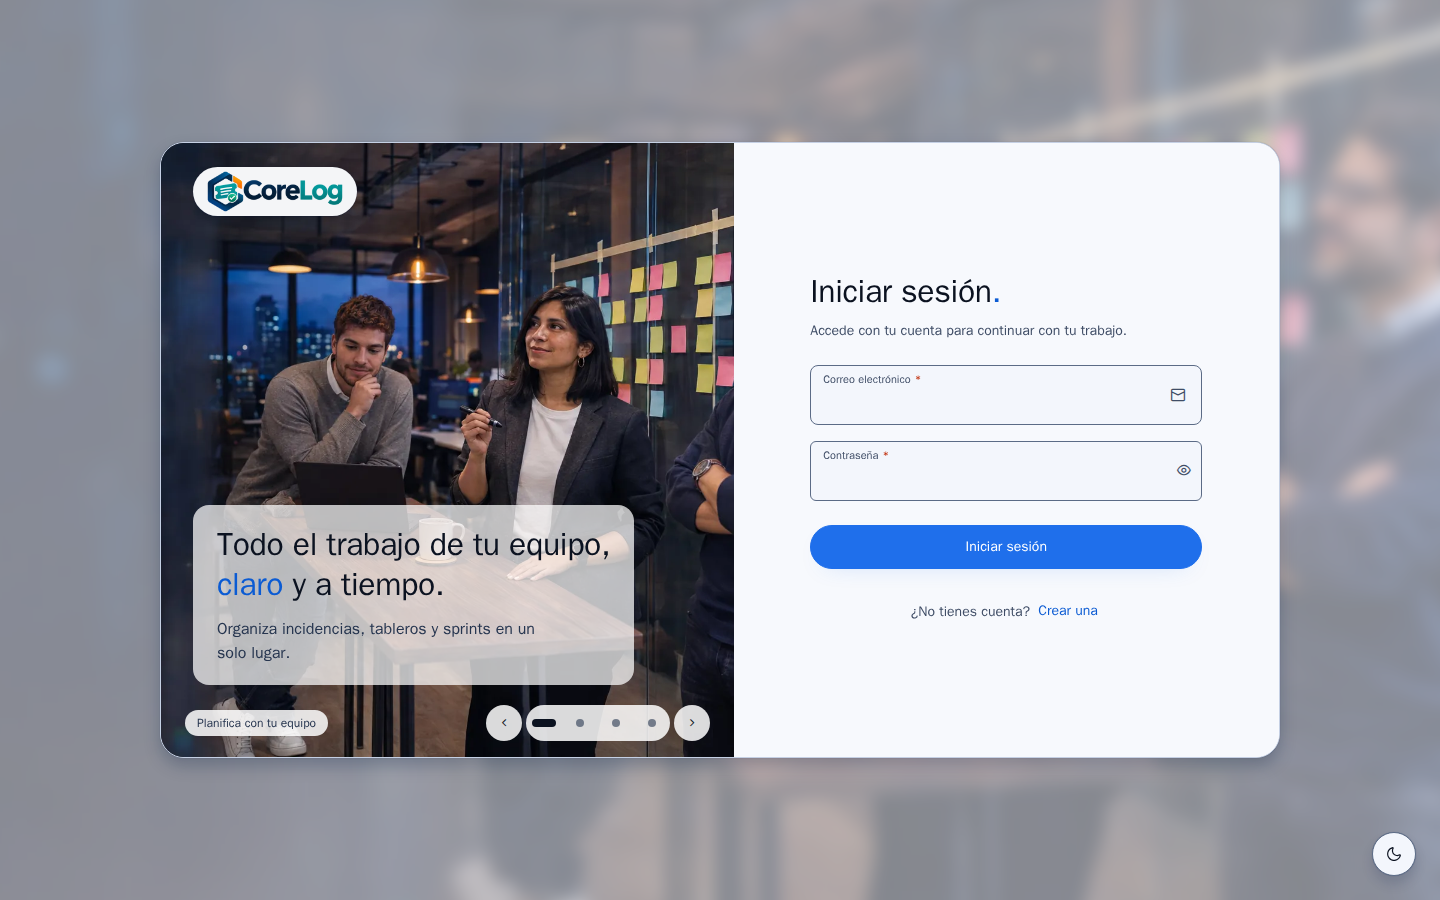 CoreLog
Todo el trabajo de tu equipo,
claro y a tiempo.
Organiza incidencias, tableros y sprints en un
solo lugar.
Planifica con tu equipo
Iniciar sesión.
Accede con tu cuenta para continuar con tu trabajo.
Correo electrónico *
Contraseña *
Iniciar sesión
¿No tienes cuenta? Crear una